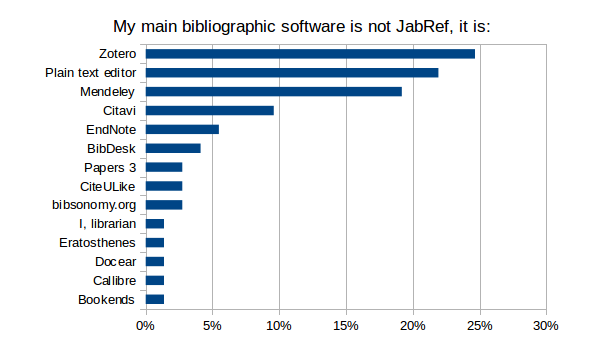 My main bibliographic software is not JabRef, it is:
Zotero
Plain text editor
Mendeley
Citavi
EndNote
BibDesk
Papers 3
CiteULike
bibsonomy.org
I, librarian
Eratosthenes
Docear
Callibre
Bookends
0% 5% 10% 15% 20% 25% 30%